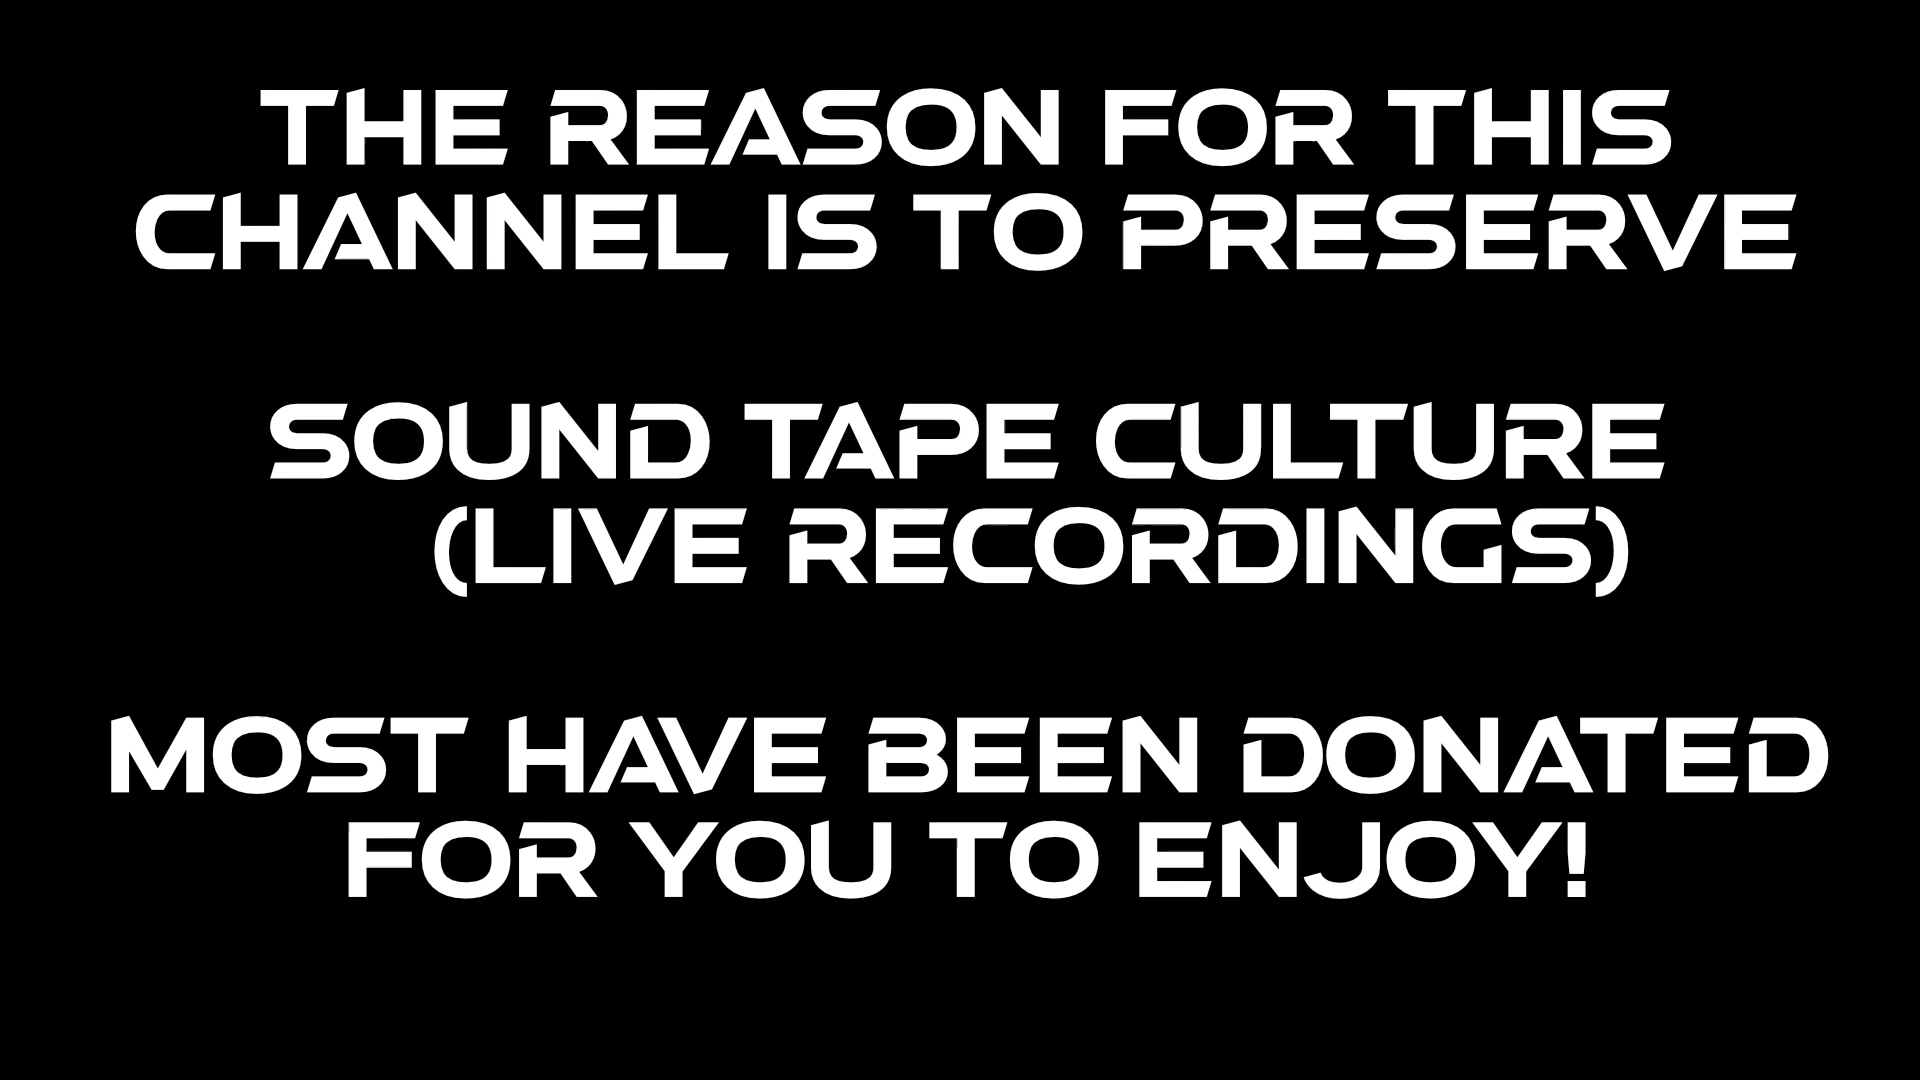 THE REASON FOR THIS
CHANNEL IS TO PRESERVE
SOUND TAPE CULTURE
(LIVE RECORDINGS)
MOST HAVE BEEN DONATED
FOR YOU TO ENJOY!